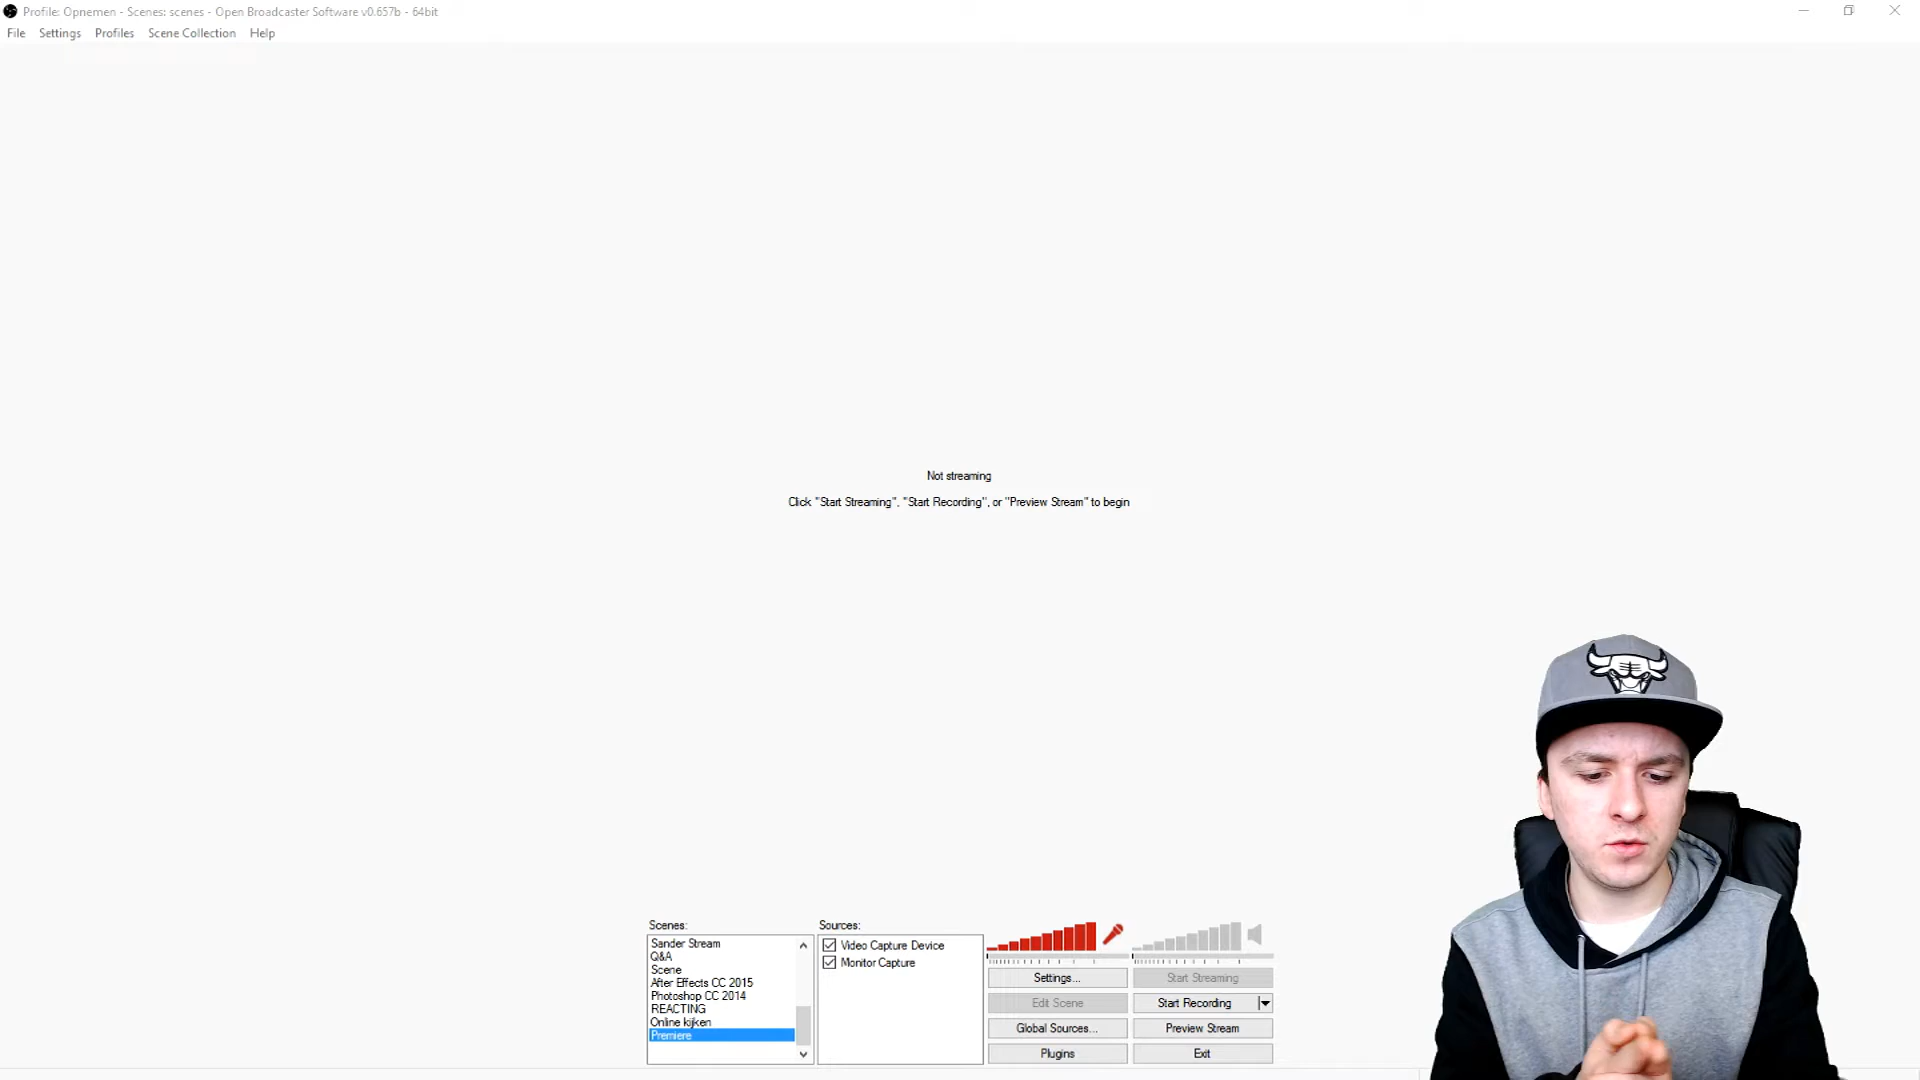 Profile: Opnemen - Scenes: scenes - Open Broadcaster Software v0.657b - 64bit
File Settings Profiles Scene Collection Help
Not streaming
Click "Start Streaming", "Start Recording", or "Preview Stream" to begin
Scenes:
Sander Stream
Q&A
Scene
After Effects CC 2015
Photoshop CC 2014
REACTING
Online kijken
Premiere
Sources:
Video Capture Device
Monitor Capture
Settings...
Start Streaming
Edit Scene
Start Recording
Global Sources...
Preview Stream
Plugins
Exit